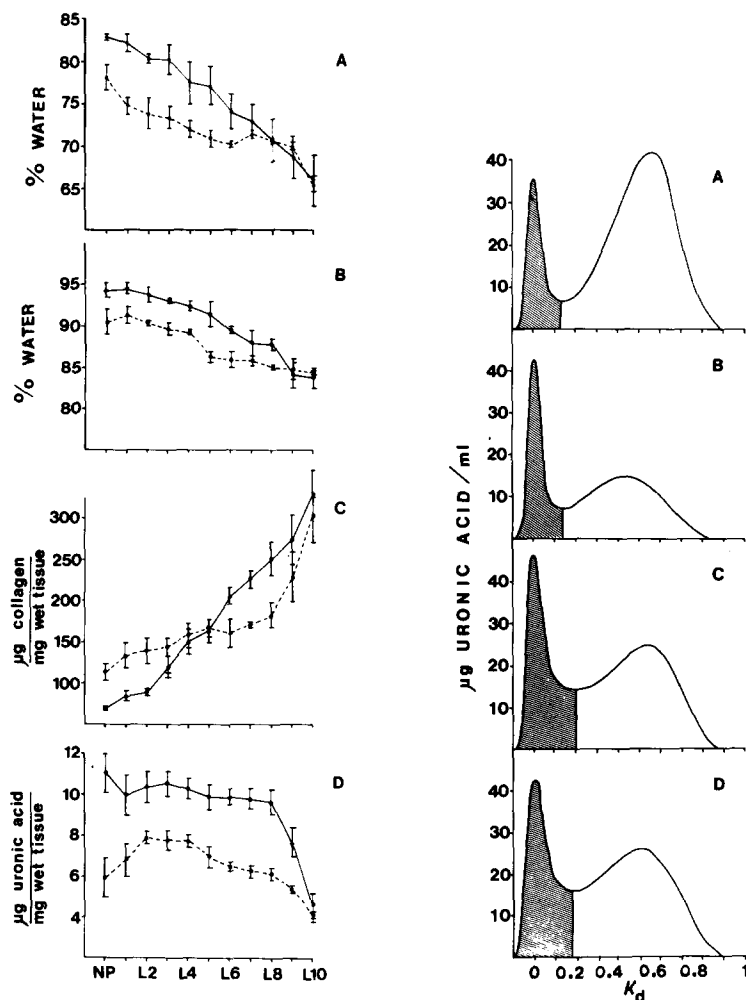 85
80
75
70
65
% WATER
A
95
90
85
80
% WATER
B
300
250
200
150
100
µg collagen
mg wet tissue
C
12
10
8
6
4
µg uronic acid
mg wet tissue
D
NP L2 L4 L6 L8 L10
40
30
20
10
A
40
30
20
10
B
40
30
20
10
C
40
30
20
10
D
µg URONIC ACID/ml
0 0.2 0.4 0.6 0.8 1
Kd